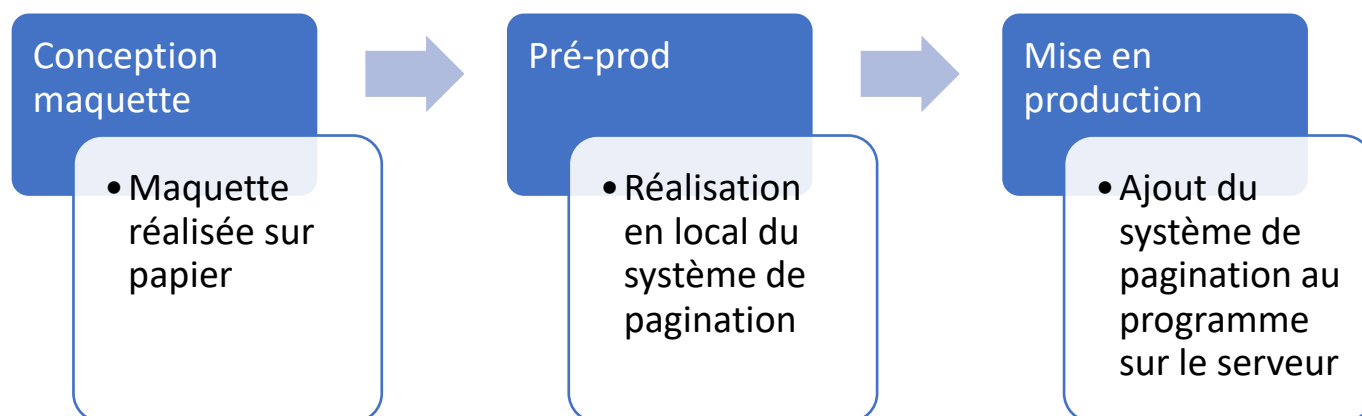 Conception
maquette
• Maquette
réalisée sur
papier
Pré-prod
• Réalisation
en local du
système de
pagination
Mise en
production
• Ajout du
système de
pagination au
programme
sur le serveur